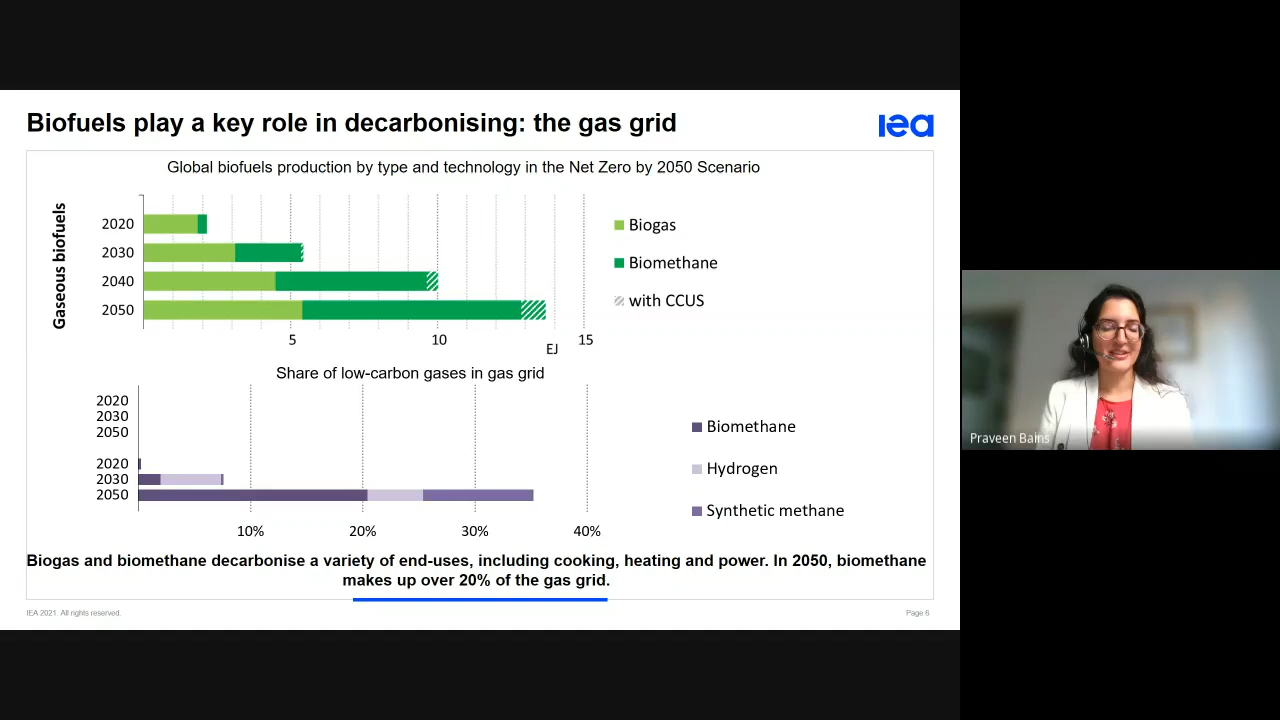 Biofuels play a key role in decarbonising: the gas grid
iea
Global biofuels production by type and technology in the Net Zero by 2050 Scenario
Gaseous biofuels
2020
2030
2040
2050
5
10
15
EJ
Biogas
Biomethane
with CCUS
Share of low-carbon gases in gas grid
2020
2030
2050
2020
2030
2050
10%
20%
30%
40%
Biomethane
Hydrogen
Synthetic methane
Biogas and biomethane decarbonise a variety of end-uses, including cooking, heating and power. In 2050, biomethane
makes up over 20% of the gas grid.
IEA 2021. All rights reserved.
Page 6
Praveen Bains